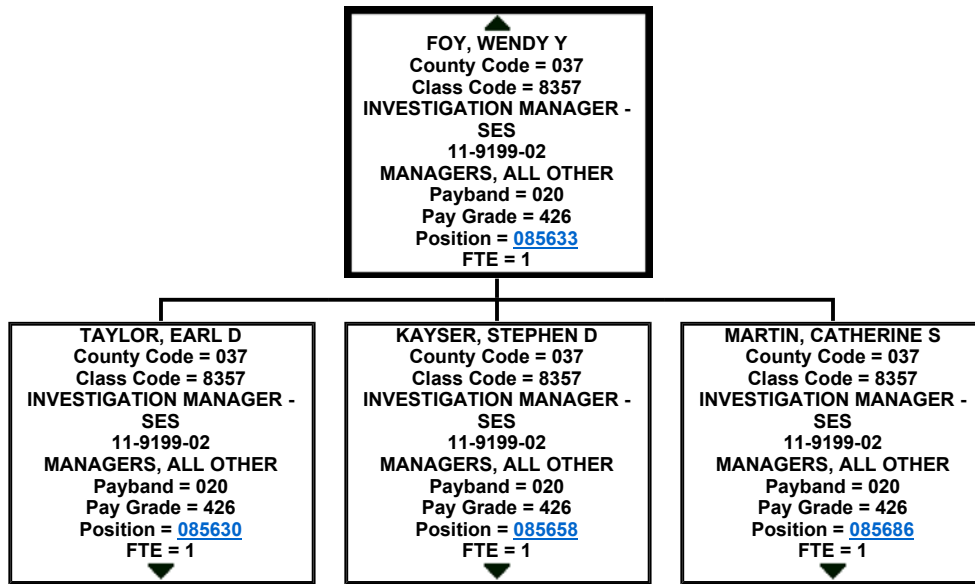 FOY, WENDY Y
County Code = 037
Class Code = 8357
INVESTIGATION MANAGER -
SES
11-9199-02
MANAGERS, ALL OTHER
Payband = 020
Pay Grade = 426
Position = 085633
FTE = 1
TAYLOR, EARL D
County Code = 037
Class Code = 8357
INVESTIGATION MANAGER -
SES
11-9199-02
MANAGERS, ALL OTHER
Payband = 020
Pay Grade = 426
Position = 085630
FTE = 1
KAYSER, STEPHEN D
County Code = 037
Class Code = 8357
INVESTIGATION MANAGER -
SES
11-9199-02
MANAGERS, ALL OTHER
Payband = 020
Pay Grade = 426
Position = 085658
FTE = 1
MARTIN, CATHERINE S
County Code = 037
Class Code = 8357
INVESTIGATION MANAGER -
SES
11-9199-02
MANAGERS, ALL OTHER
Payband = 020
Pay Grade = 426
Position = 085686
FTE = 1